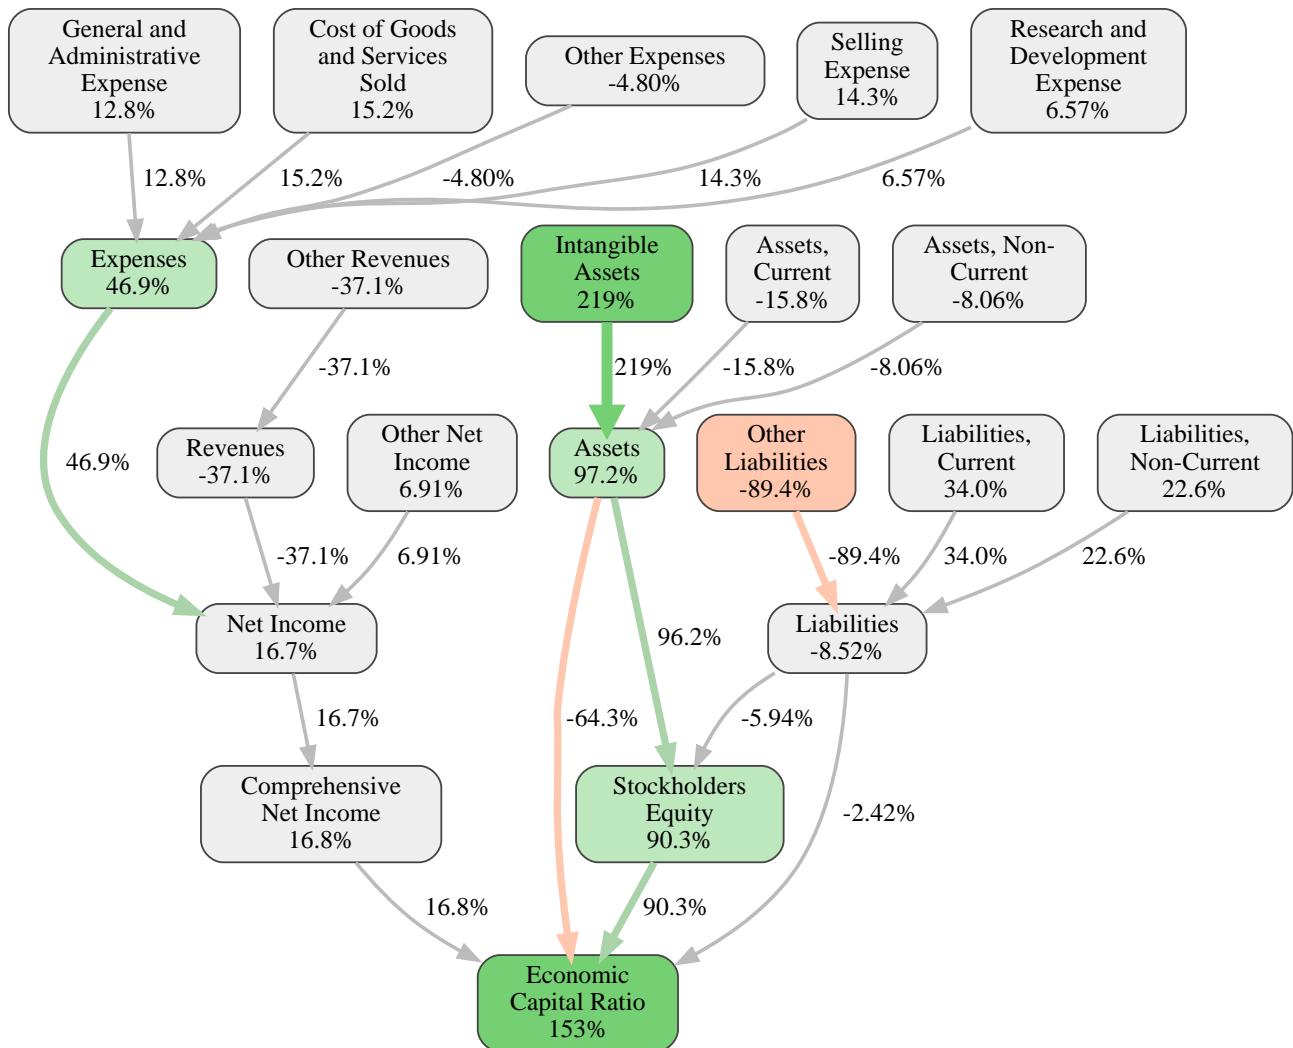 General and
Administrative
Expense
12.8%
Cost of Goods
and Services
Sold
15.2%
Other Expenses
-4.80%
Selling
Expense
14.3%
Research and
Development
Expense
6.57%
12.8%
15.2%
-4.80%
14.3%
6.57%
Expenses
46.9%
Other Revenues
-37.1%
Intangible
Assets
219%
Assets,
Current
-15.8%
Assets, Non-
Current
-8.06%
-37.1%
219%
-15.8%
-8.06%
46.9%
Revenues
-37.1%
Other Net
Income
6.91%
Assets
97.2%
Other
Liabilities
-89.4%
Liabilities,
Current
34.0%
Liabilities,
Non-Current
22.6%
-37.1%
6.91%
-89.4%
34.0%
22.6%
Net Income
16.7%
96.2%
Liabilities
-8.52%
16.7%
-64.3%
-5.94%
Comprehensive
Net Income
16.8%
Stockholders
Equity
90.3%
-2.42%
16.8%
90.3%
Economic
Capital Ratio
153%